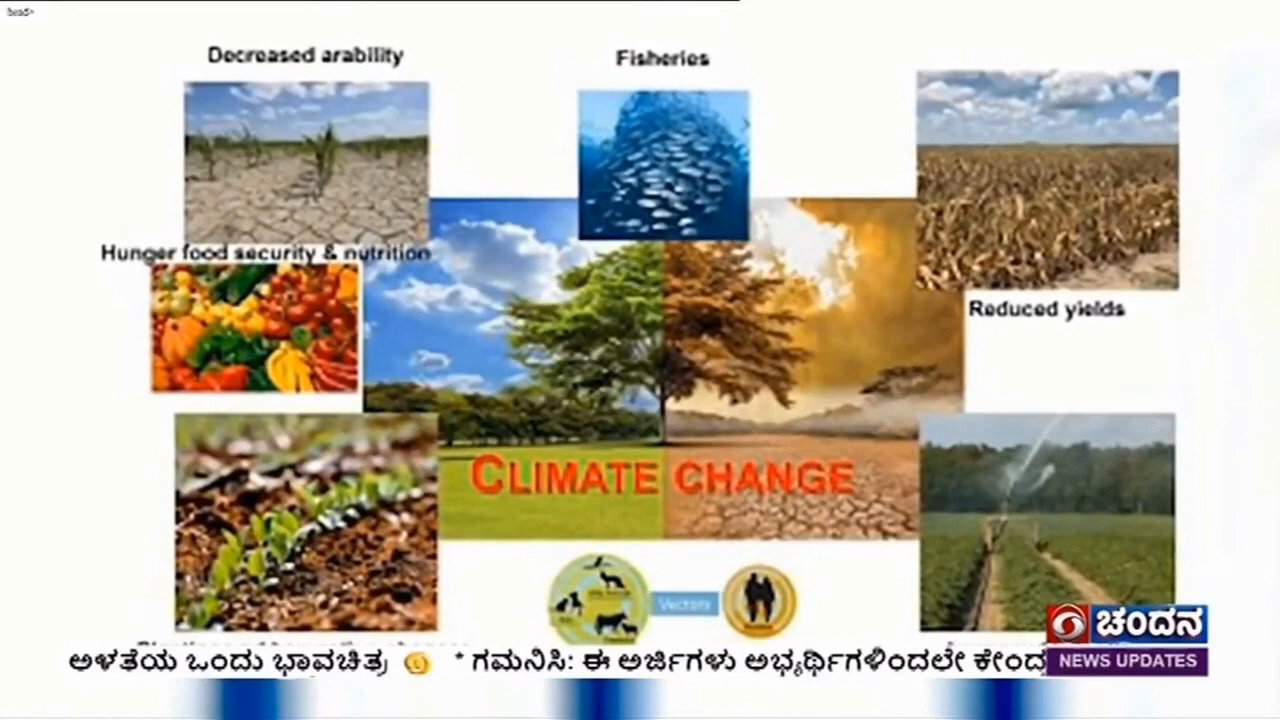 Decreased arability
Fisheries
Hunger food security & nutrition
Reduced yields
CLIMATE CHANGE
Vectors
ಅಳತೆಯ ಒಂದು ಭಾವಚಿತ್ರ * ಗಮನಿಸಿ: ಈ ಅರ್ಜಿಗಳು ಅಭ್ಯರ್ಥಿಗಳಿಂದಲೇ
ಚಂದನ
NEWS UPDATES